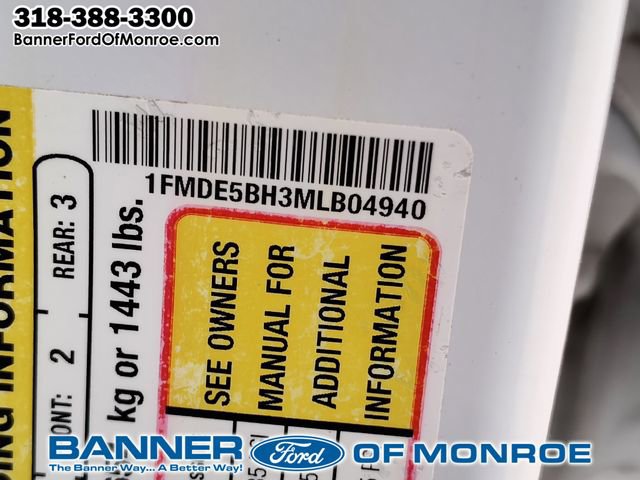 318-388-3300
BannerFordOfMonroe.com
1FMDE5BH3MLB04940
INFORMATION
ONT: 2 REAR: 3
kg or 1443 lbs.
SEE OWNERS
MANUAL FOR
ADDITIONAL
INFORMATION
BANNER Ford OF MONROE
The Banner Way... A Better Way!